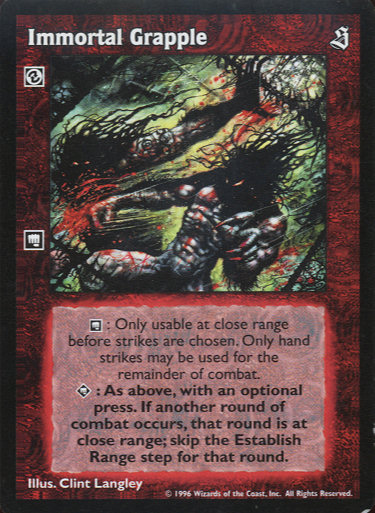 Immortal Grapple
: Only usable at close range
before strikes are chosen. Only hand
strikes may be used for the
remainder of combat.
: As above, with an optional
press. If another round of
combat occurs, that round is at
close range; skip the Establish
Range step for that round.
Illus. Clint Langley
© 1996 Wizards of the Coast, Inc. All Rights Reserved.